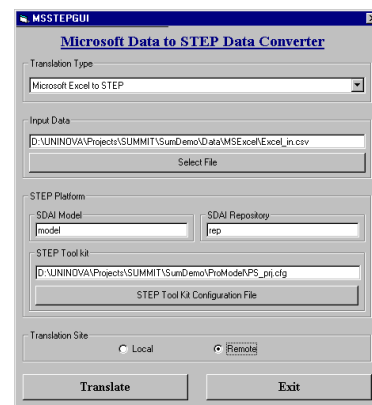 MSSTEPGUI
Microsoft Data to STEP Data Converter
Translation Type
Microsoft Excel to STEP
Input Data
D:\UNINOVA\Projects\SUMMIT\SumDemo\Data\MSExcel\Excel_in.csv
Select File
STEP Platform
SDAI Model SDAI Repository
model rep
STEP Tool kit
D:\UNINOVA\Projects\SUMMIT\SumDemo\ProModel\PS_prj.cfg
STEP Tool Kit Configuration File
Translation Site
Local Remote
Translate Exit